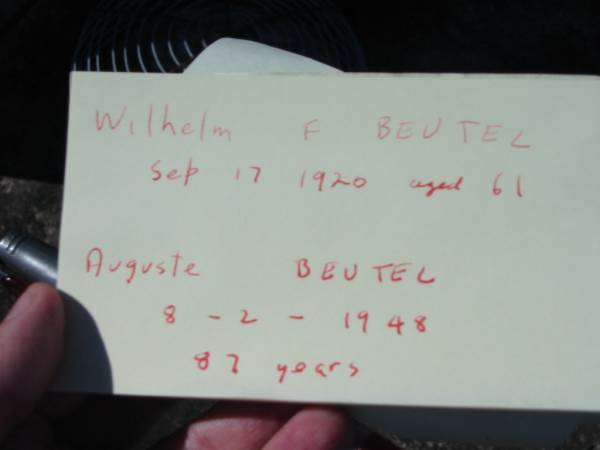 Wilhelm F BEUTEL
Sep 17 1920 aged 61
Auguste BEUTEL
8 - 2 - 1948
87 years